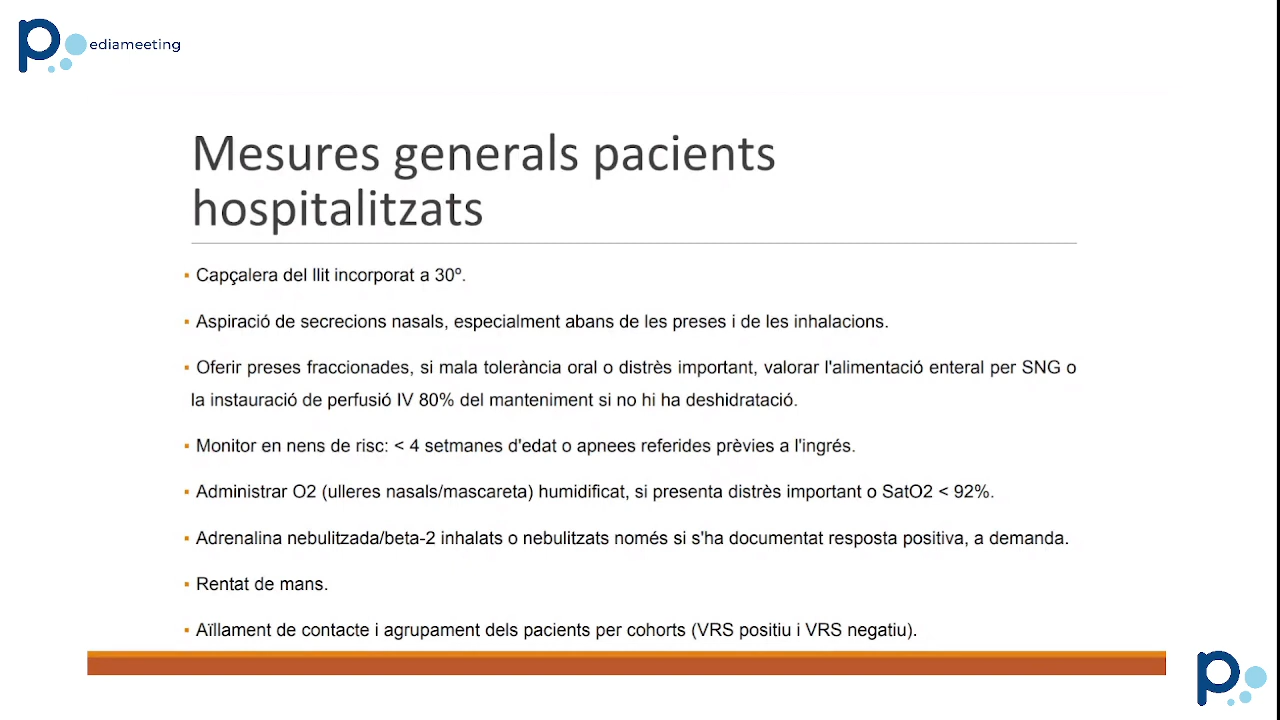 Pediameeting
Mesures generals pacients
hospitalitzats
▪ Capçalera del llit incorporat a 30º.
▪ Aspiració de secrecions nasals, especialment abans de les preses i de les inhalacions.
▪ Oferir preses fraccionades, si mala tolerància oral o distrès important, valorar l'alimentació enteral per SNG o
la instauració de perfusió IV 80% del manteniment si no hi ha deshidratació.
▪ Monitor en nens de risc: < 4 setmanes d'edat o apnees referides prèvies a l'ingrés.
▪ Administrar O2 (ulleres nasals/mascareta) humidificat, si presenta distrès important o SatO2 < 92%.
▪ Adrenalina nebulitzada/beta-2 inhalats o nebulitzats només si s'ha documentat resposta positiva, a demanda.
▪ Rentat de mans.
▪ Aïllament de contacte i agrupament dels pacients per cohorts (VRS positiu i VRS negatiu).
p